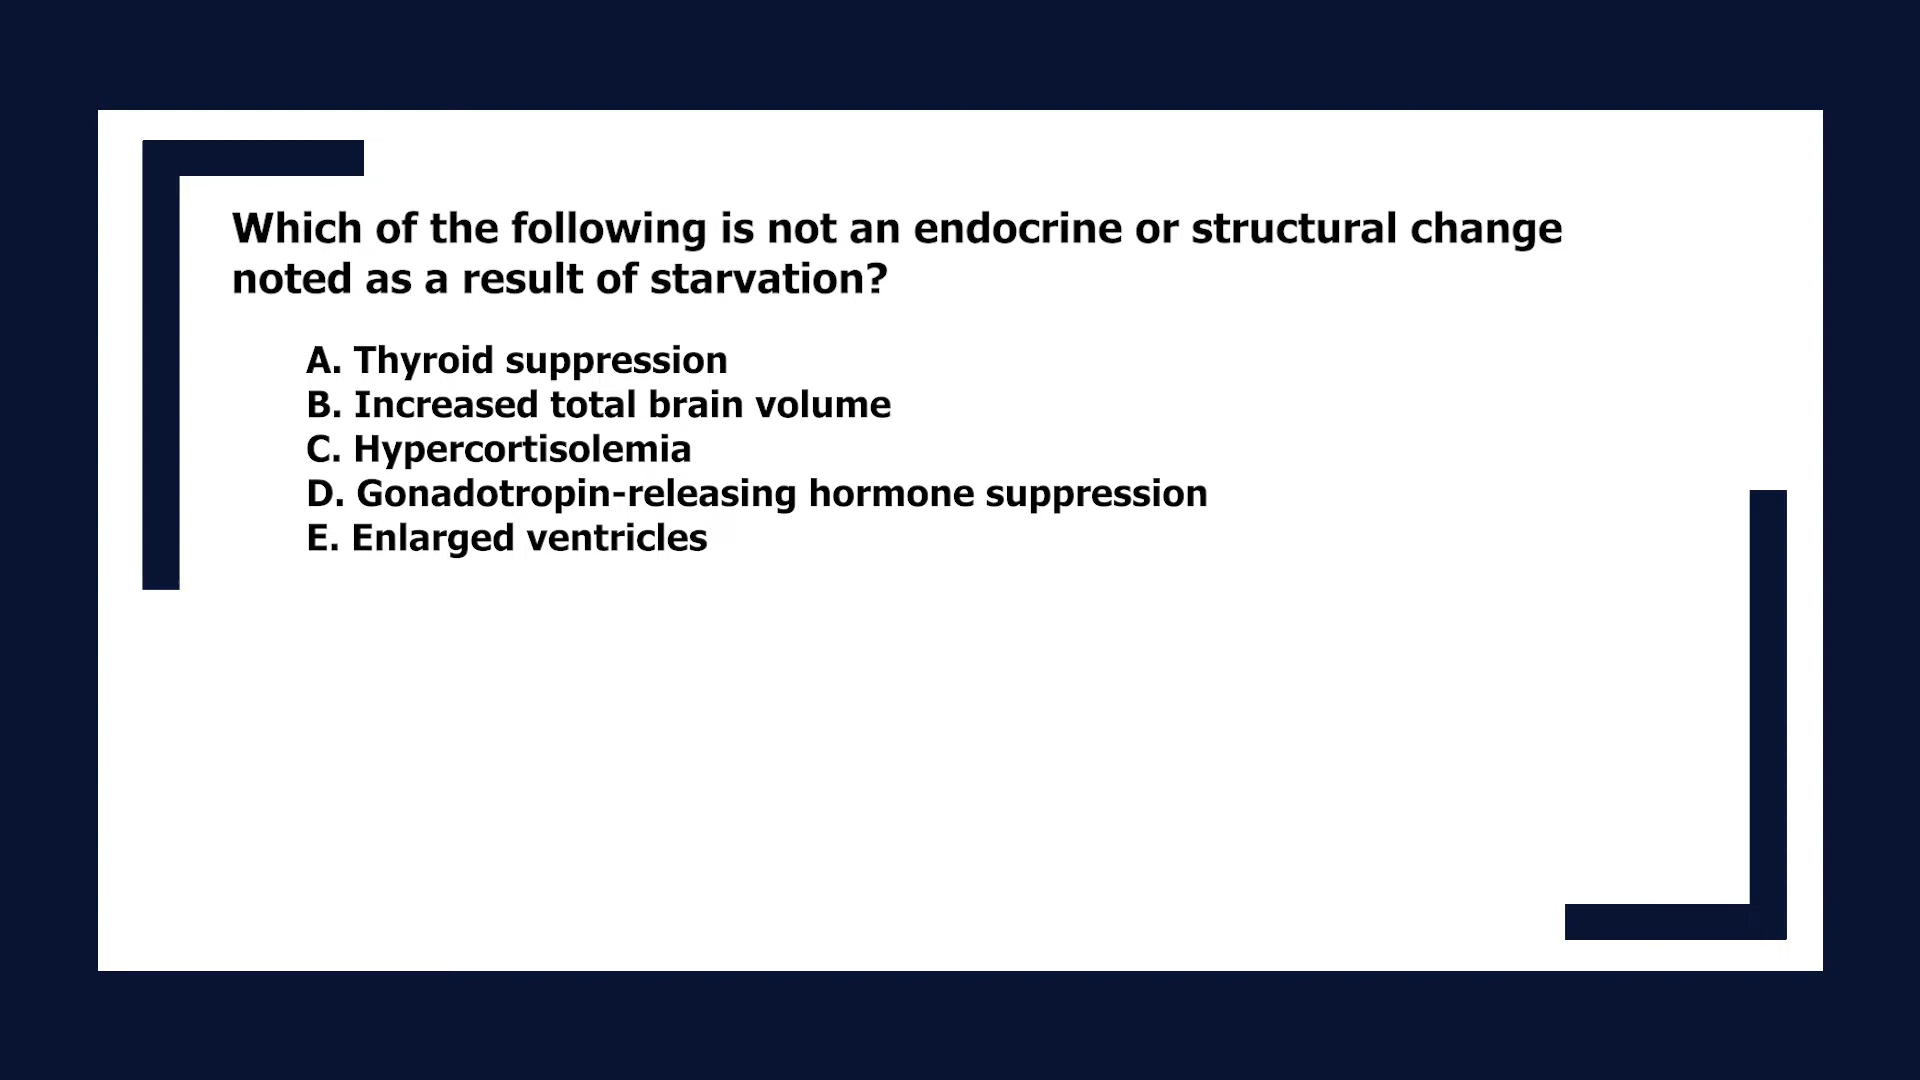 Which of the following is not an endocrine or structural change
noted as a result of starvation?
A. Thyroid suppression
B. Increased total brain volume
C. Hypercortisolemia
D. Gonadotropin-releasing hormone suppression
E. Enlarged ventricles